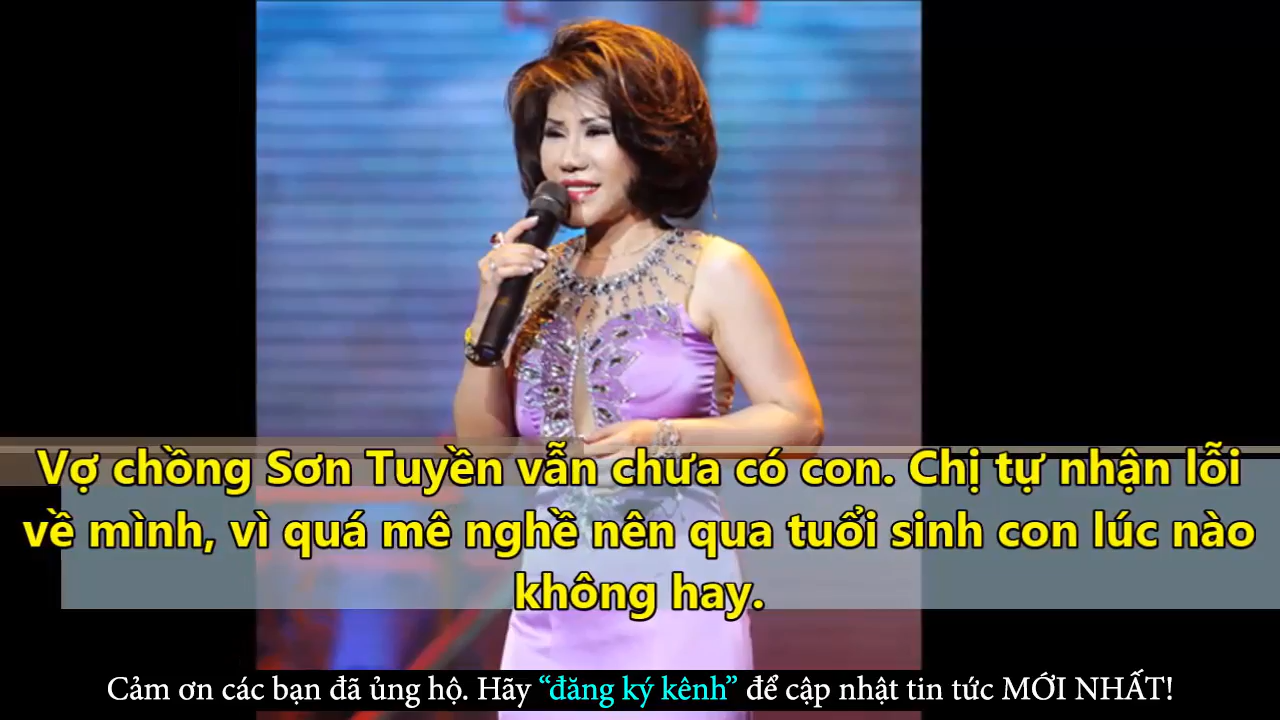 Vợ chồng Sơn Tuyền vẫn chưa có con. Chị tự nhận lỗi
về mình, vì quá mê nghề nên qua tuổi sinh con lúc nào
không hay.
Cảm ơn các bạn đã ủng hộ. Hãy “đăng ký kênh” để cập nhật tin tức MỚI NHẤT!